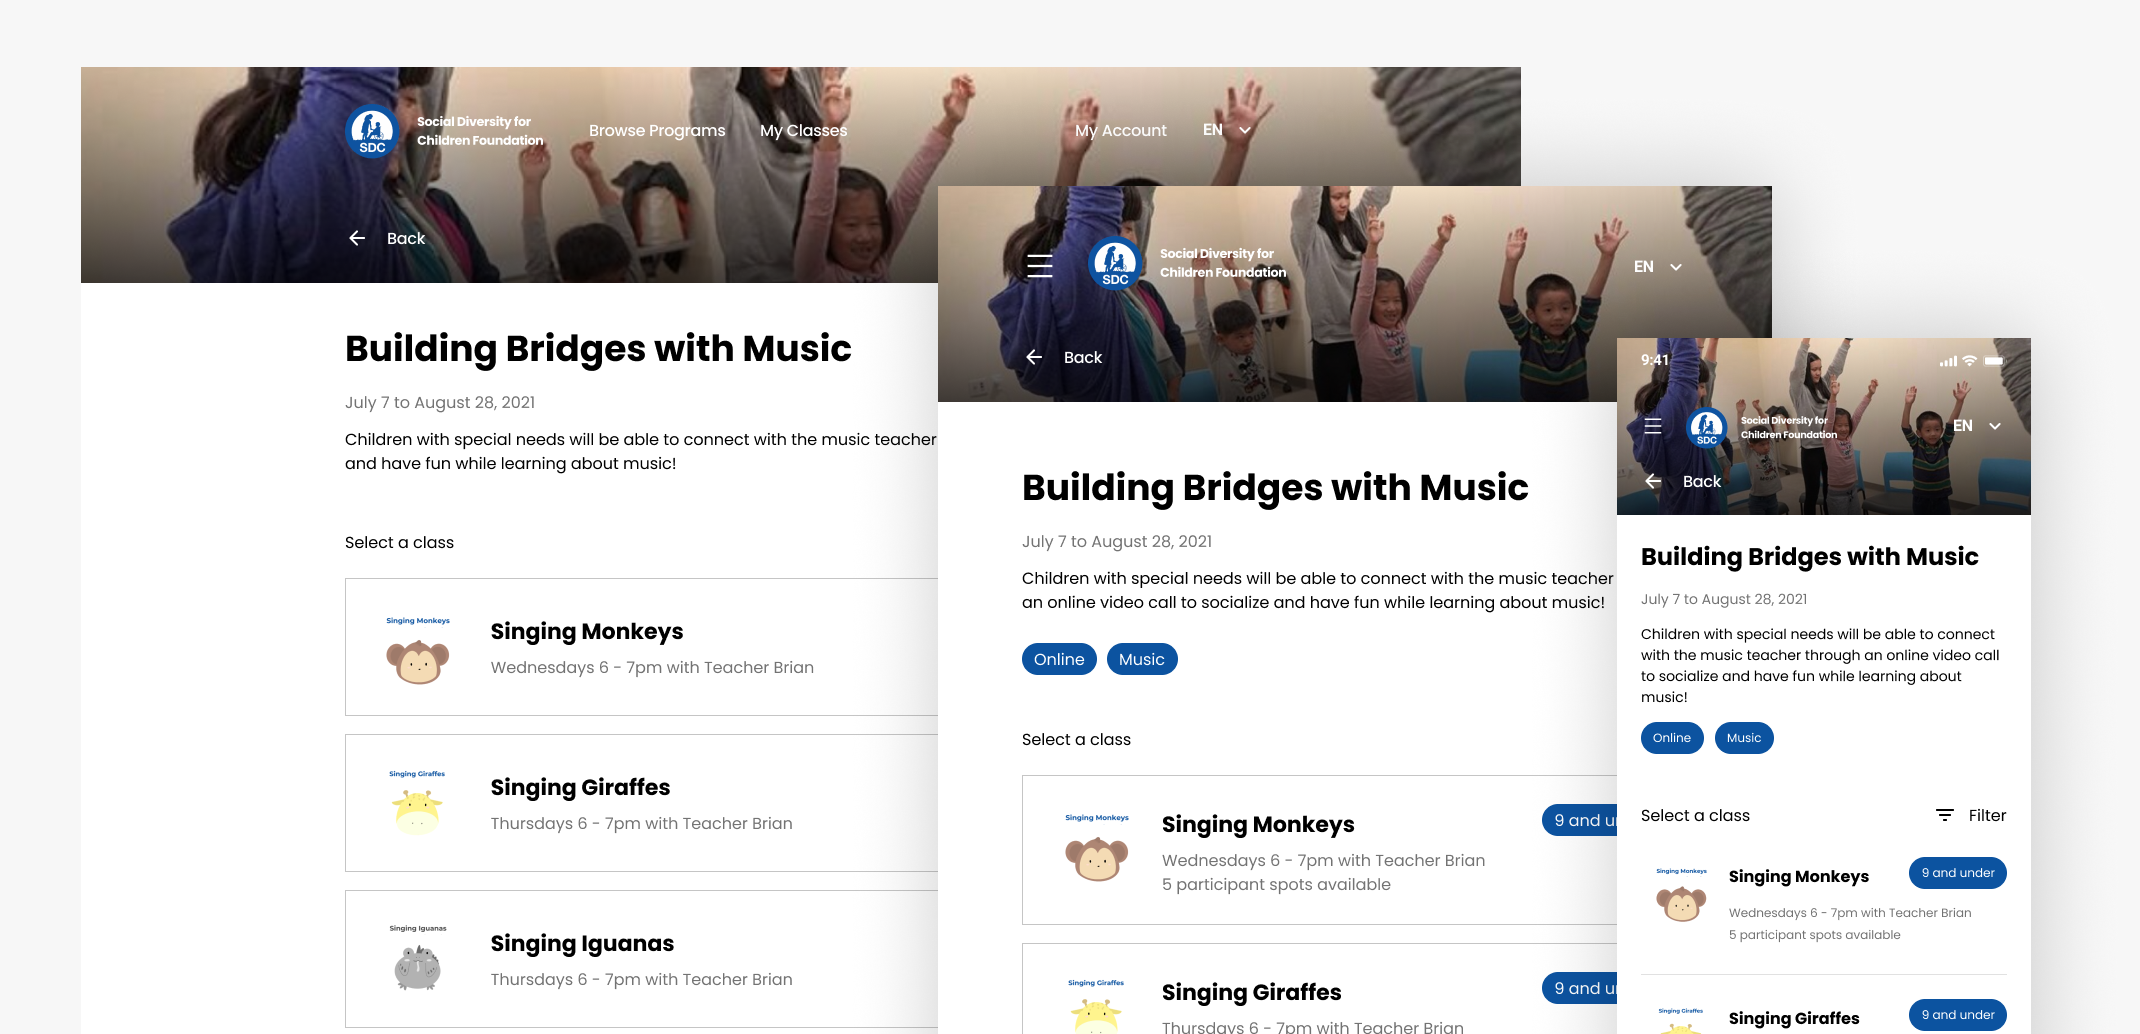 Social Diversity for
Children Foundation
SDC
Browse Programs
My Classes
My Account
EN
Back
Building Bridges with Music
July 7 to August 28, 2021
Children with special needs will be able to connect with the music teacher
and have fun while learning about music!
Select a class
Singing Monkeys
Singing Monkeys
Wednesdays 6 - 7pm with Teacher Brian
Singing Giraffes
Singing Giraffes
Thursdays 6 - 7pm with Teacher Brian
Singing Iguanas
Singing Iguanas
Thursdays 6 - 7pm with Teacher Brian
Social Diversity for
Children Foundation
SDC
EN
Back
Building Bridges with Music
July 7 to August 28, 2021
Children with special needs will be able to connect with the music teacher
an online video call to socialize and have fun while learning about music!
Online
Music
Select a class
Singing Monkeys
Singing Monkeys
9 and u
Wednesdays 6 - 7pm with Teacher Brian
5 participant spots available
Singing Giraffes
Singing Giraffes
9 and u
Thursdays 6 - 7pm with Teacher Brian
9:41
Social Diversity for
Children Foundation
SDC
EN
Back
Building Bridges with Music
July 7 to August 28, 2021
Children with special needs will be able to connect
with the music teacher through an online video call
to socialize and have fun while learning about
music!
Online
Music
Select a class
Filter
Singing Monkeys
Singing Monkeys
9 and under
Wednesdays 6 - 7pm with Teacher Brian
5 participant spots available
Singing Giraffes
Singing Giraffes
9 and under